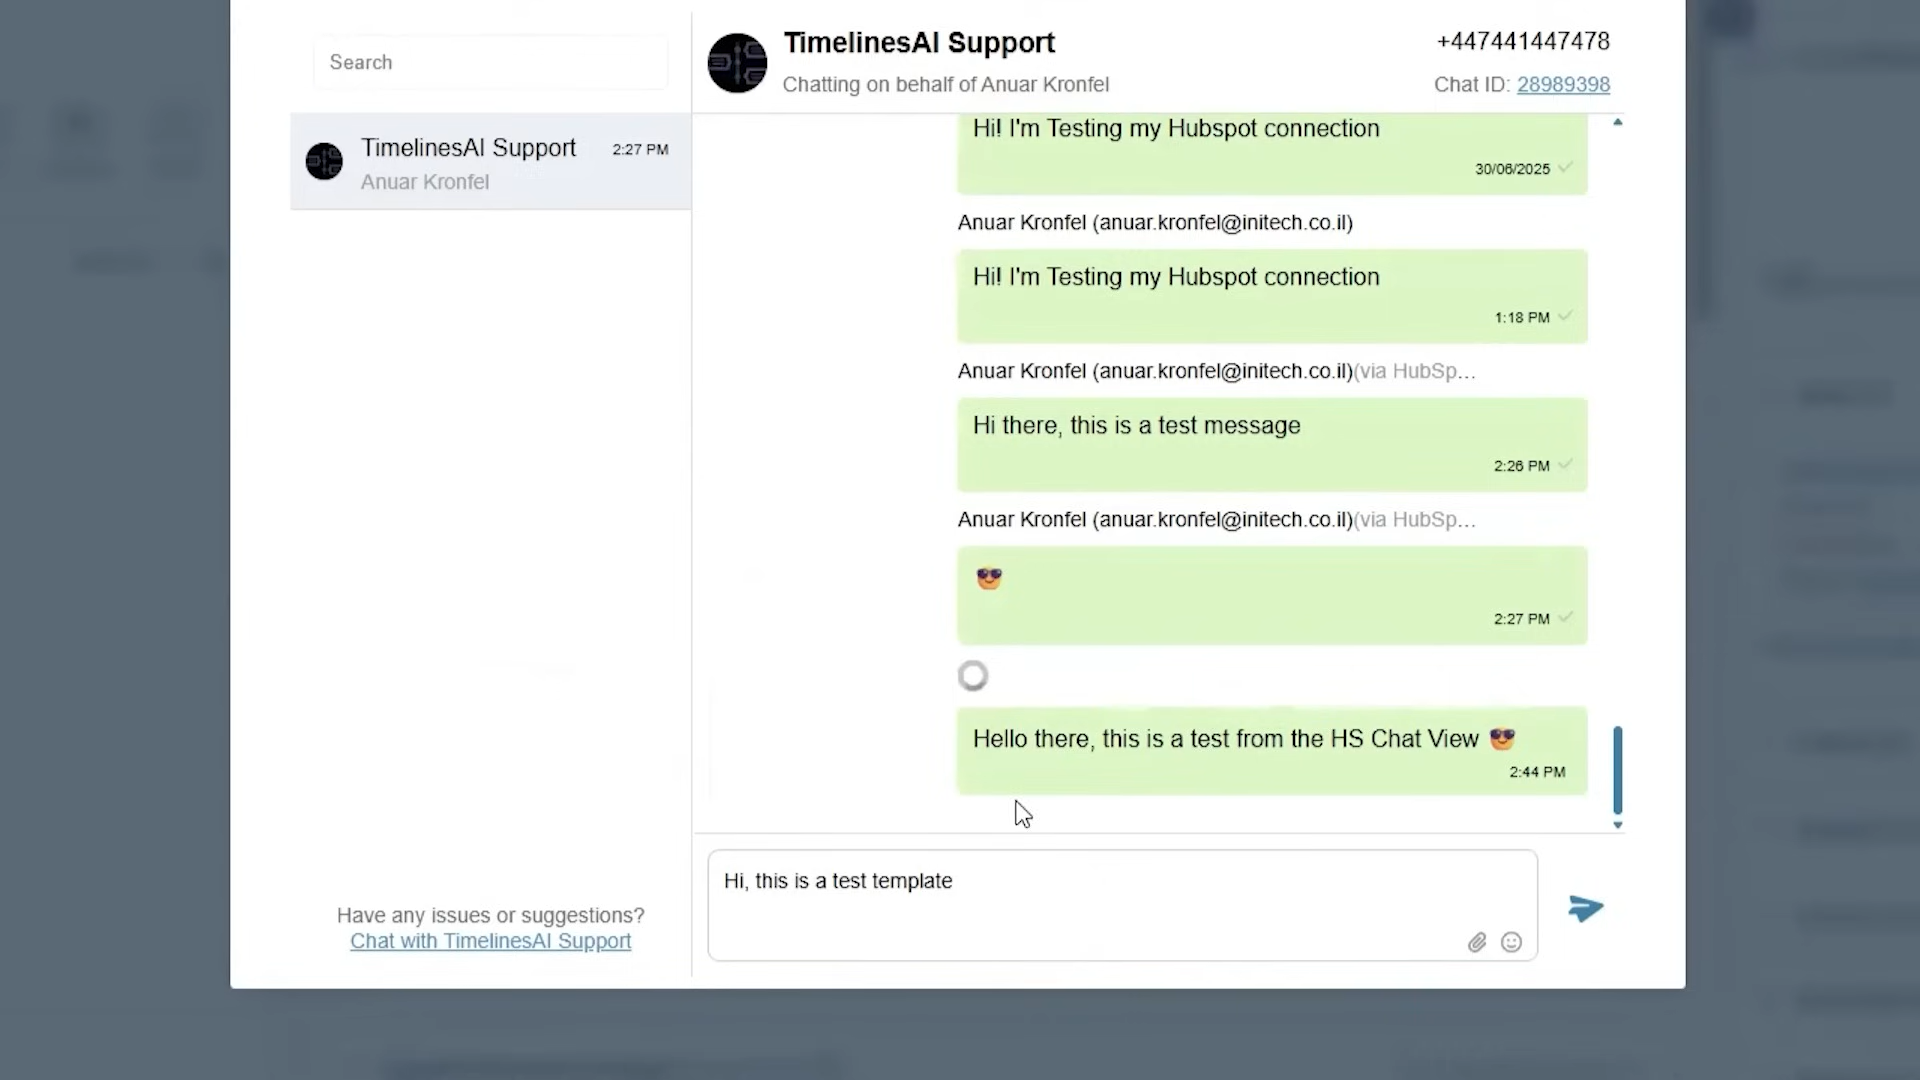 Search
TimelinesAI Support 2:27 PM
Anuar Kronfel
Have any issues or suggestions?
Chat with TimelinesAI Support
TimelinesAI Support
Chatting on behalf of Anuar Kronfel
+447441447478
Chat ID: 28989398
Hi! I'm Testing my Hubspot connection
30/06/2025
Anuar Kronfel (anuar.kronfel@initech.co.il)
Hi! I'm Testing my Hubspot connection
1:18 PM
Anuar Kronfel (anuar.kronfel@initech.co.il)(via HubSp...
Hi there, this is a test message
2:26 PM
Anuar Kronfel (anuar.kronfel@initech.co.il)(via HubSp...
😎
2:27 PM
Hello there, this is a test from the HS Chat View 😎
2:44 PM
Hi, this is a test template